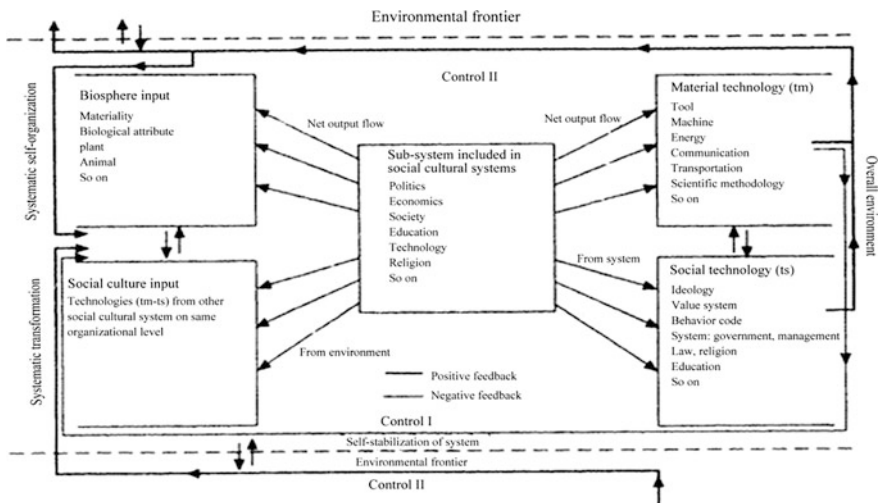 Environmental frontier
Control II
Systematic self-organization
Biosphere input
Materiality
Biological attribute
plant
Animal
So on
Net output flow
Sub-system included in
social cultural systems
Politics
Economics
Society
Education
Technology
Religion
So on
Net output flow
Material technology (tm)
Tool
Machine
Energy
Communication
Transportation
Scientific methodology
So on
Overall environment
Systematic transformation
Social culture input
Technologies (tm-ts) from other
social cultural system on same
organizational level
From environment
From system
Social technology (ts)
Ideology
Value system
Behavior code
System: government, management
Law, religion
Education
So on
Positive feedback
Negative feedback
Control I
Self-stabilization of system
Environmental frontier
Control II